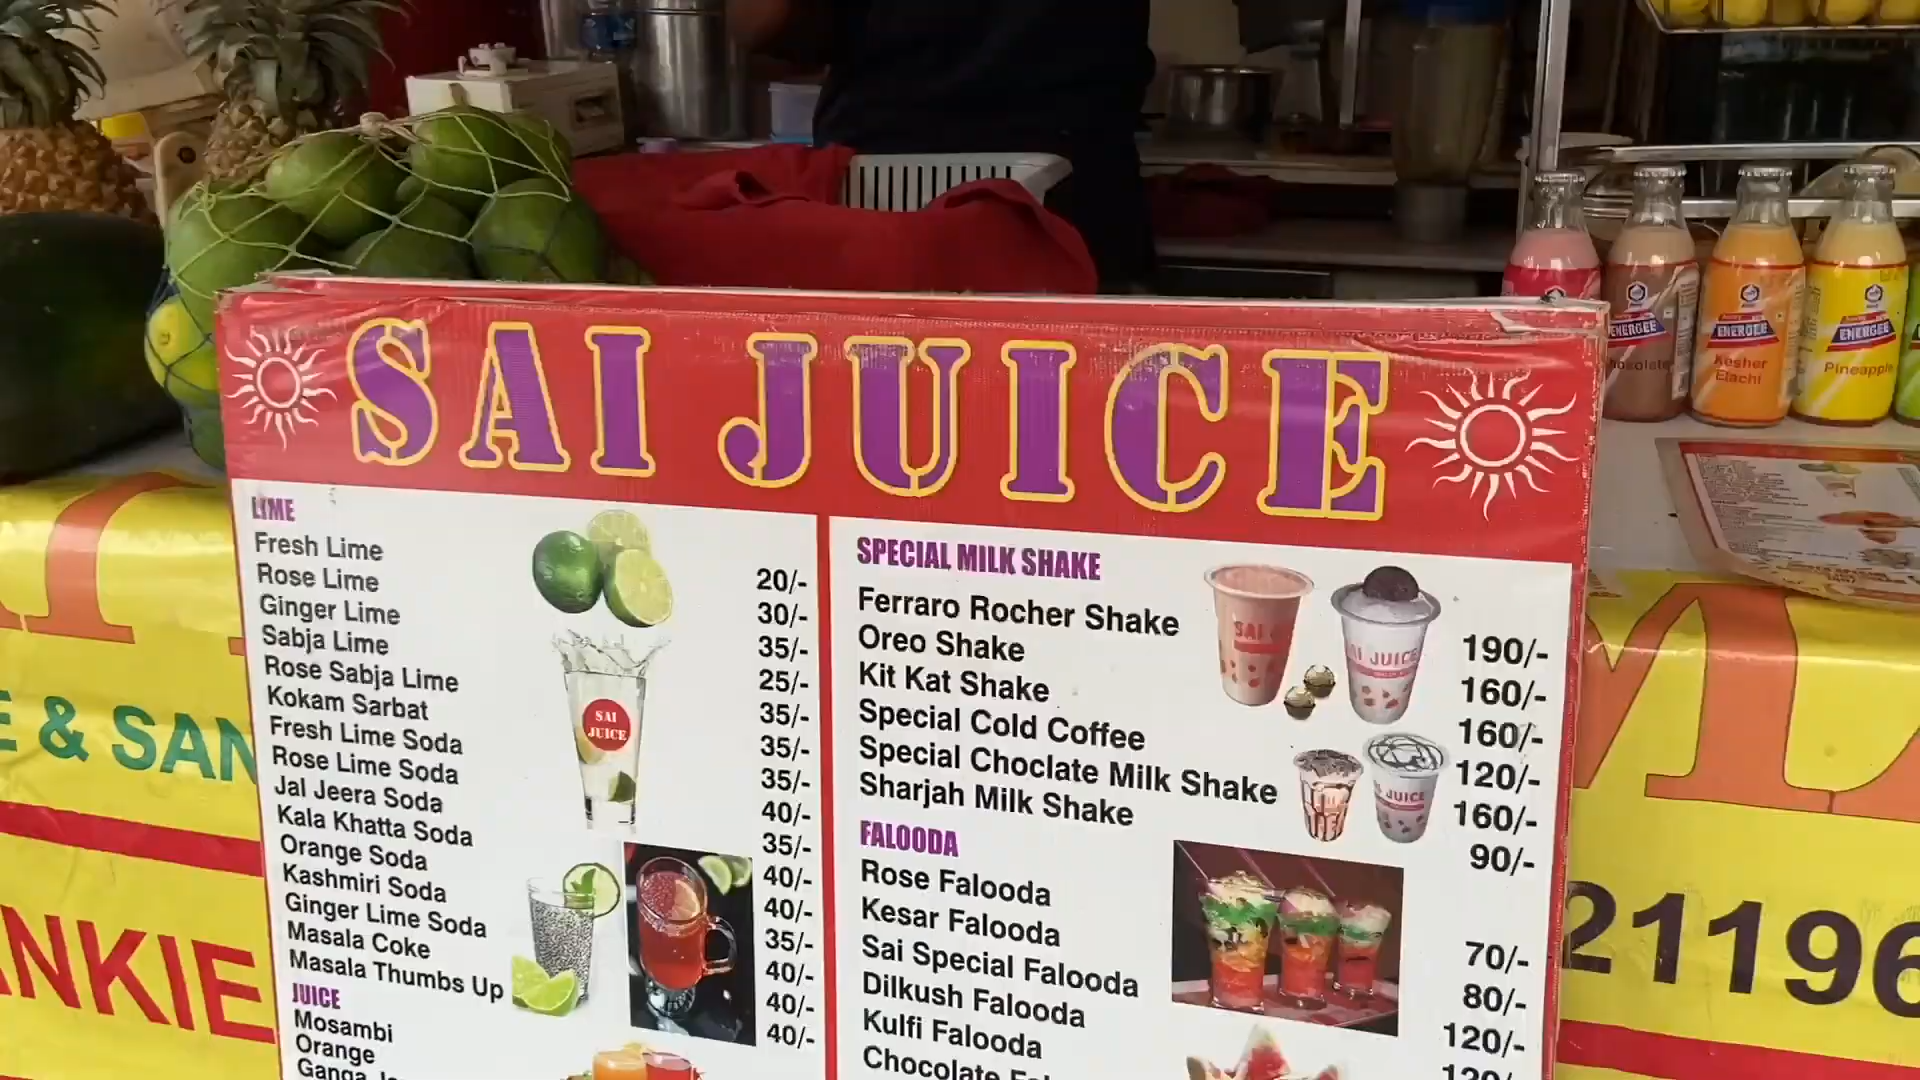 SAI JUICE
LIME
Fresh Lime 20/-
Rose Lime 30/-
Ginger Lime 35/-
Sabja Lime 25/-
Rose Sabja Lime 35/-
Kokam Sarbat 35/-
Fresh Lime Soda 35/-
Rose Lime Soda 40/-
Jal Jeera Soda 35/-
Kala Khatta Soda 40/-
Orange Soda 40/-
Kashmiri Soda 35/-
Ginger Lime Soda 40/-
Masala Coke 40/-
Masala Thumbs Up 40/-
JUICE
Mosambi
Orange
Ganga
SAI
JUICE
SPECIAL MILK SHAKE
Ferraro Rocher Shake 190/-
Oreo Shake 160/-
Kit Kat Shake 160/-
Special Cold Coffee 120/-
Special Choclate Milk Shake 160/-
Sharjah Milk Shake 90/-
FALOODA
Rose Falooda 70/-
Kesar Falooda 80/-
Sai Special Falooda 120/-
Dilkush Falooda
Kulfi Falooda
Chocolate
SAI
JUICE
JUICE
ENERGEE
ENERGEE
Kesher
Elachi
ENERGEE
Pineapple
E & SAN
NKIE
21196